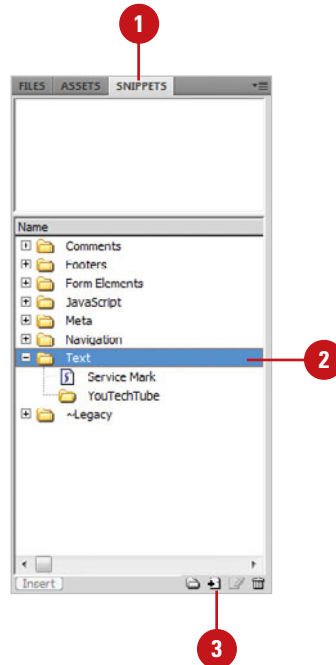 1
FILES ASSETS SNIPPETS
Name
Comments
Footers
Form Elements
JavaScript
Meta
Navigation
Text
2
Service Mark
YouTechTube
~Legacy
Insert
3